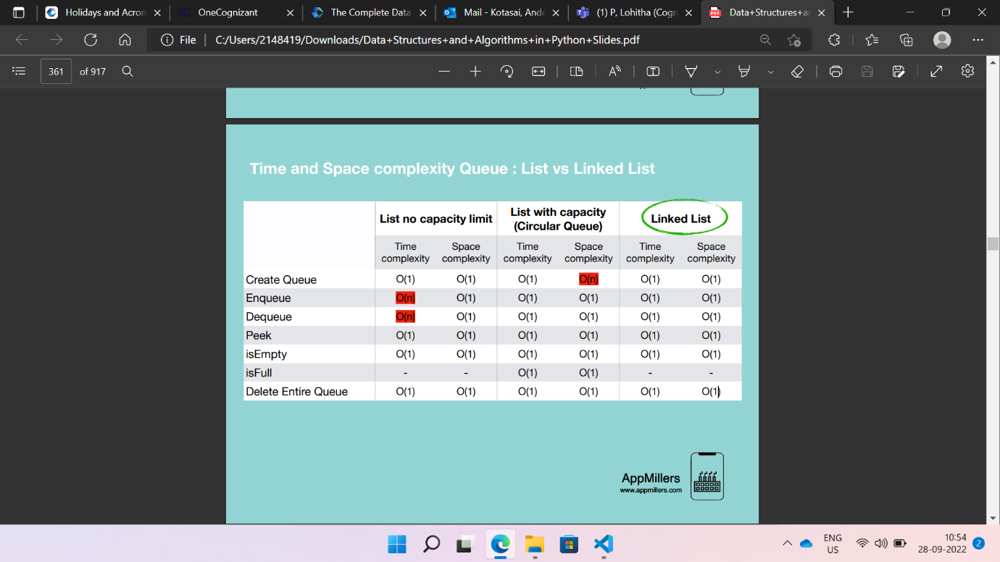 Holidays and Acron
OneCognizant
The Complete Data
Mail - Kotasai, Ande
(1) P, Lohitha (Cogn
Data+Structures+a
File
C:/Users/2148419/Downloads/Data+Structures+and+Algorithms+in+Python+Slides.pdf
361 of 917
Time and Space complexity Queue : List vs Linked List
List no capacity limit
List with capacity
(Circular Queue)
Linked List
Time complexity Space complexity Time complexity Space complexity Time complexity Space complexity
Create Queue O(1) O(1) O(1) O(n) O(1) O(1)
Enqueue O(n) O(1) O(1) O(1) O(1) O(1)
Dequeue O(n) O(1) O(1) O(1) O(1) O(1)
Peek O(1) O(1) O(1) O(1) O(1) O(1)
isEmpty O(1) O(1) O(1) O(1) O(1) O(1)
isFull - - O(1) O(1) - -
Delete Entire Queue O(1) O(1) O(1) O(1) O(1) O(1)
AppMillers
www.appmillers.com
ENG
US
10:54
28-09-2022
2